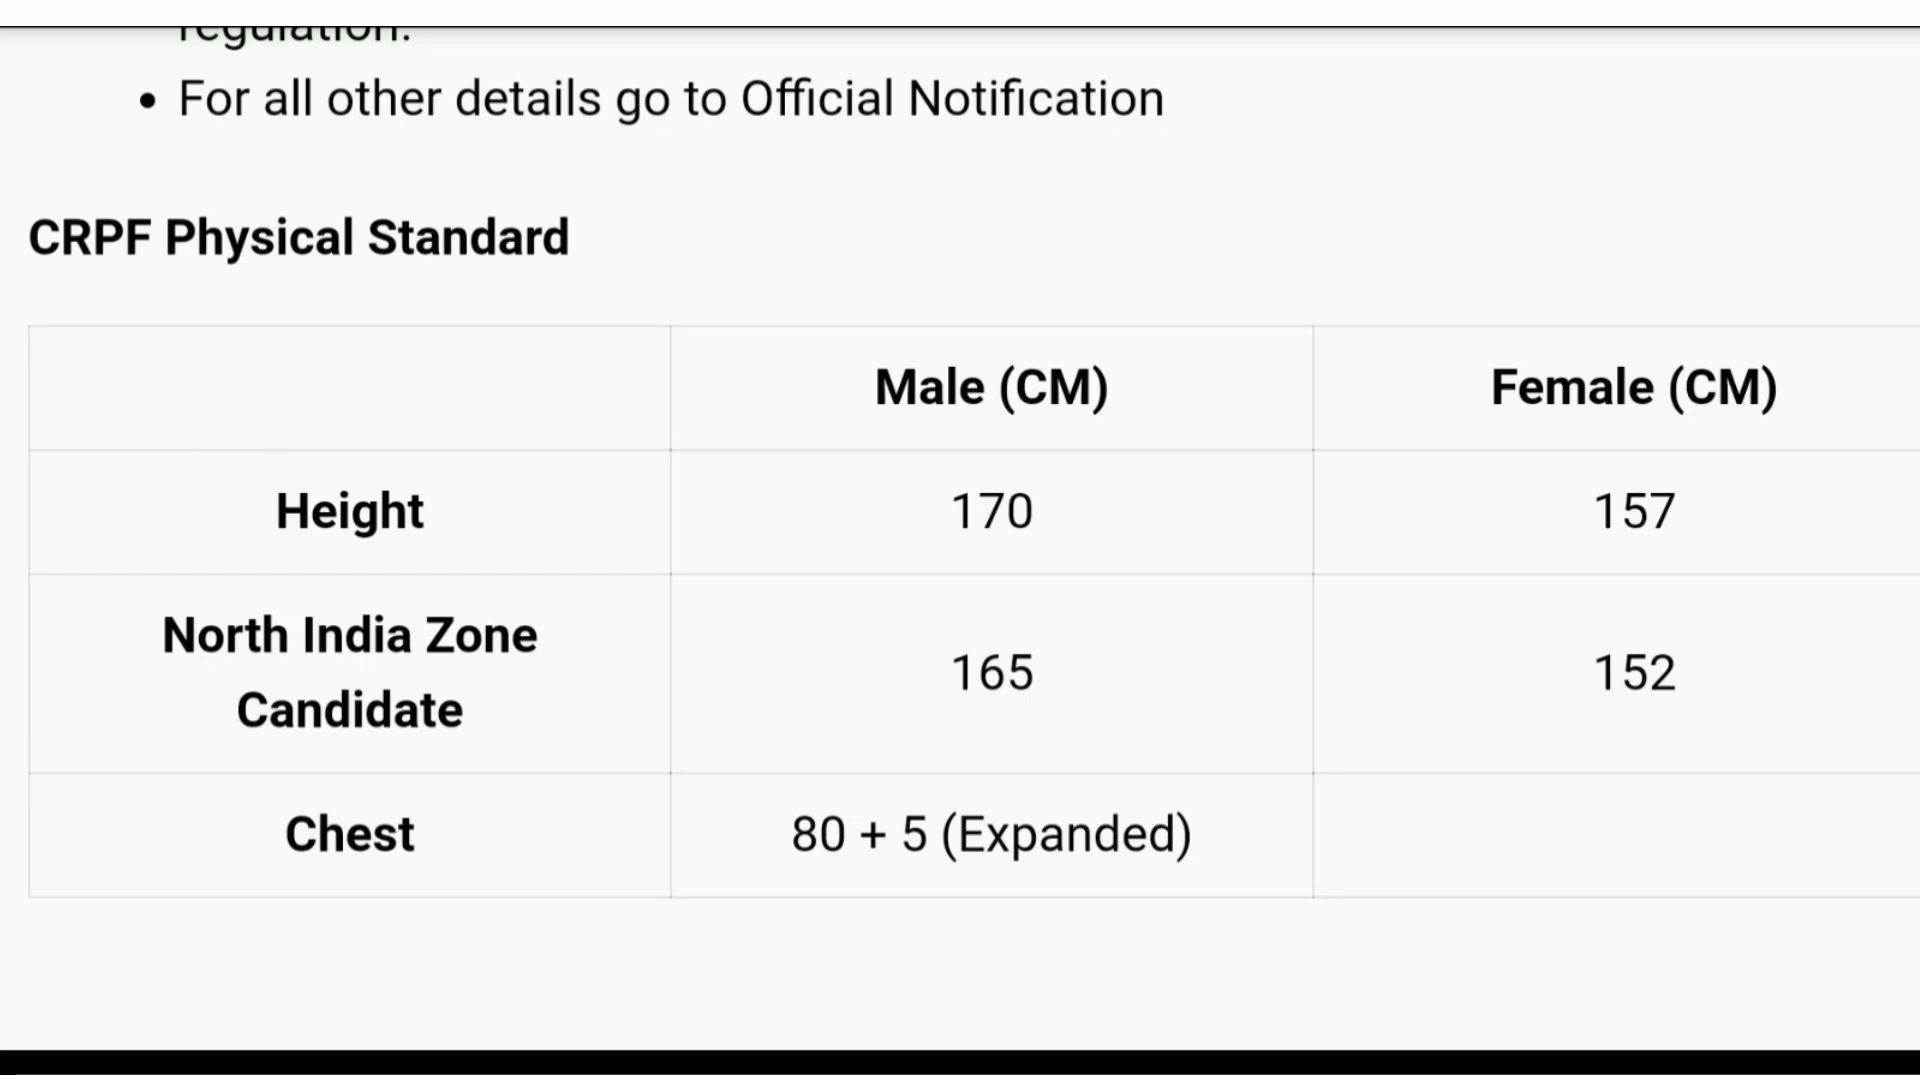 regulation.
• For all other details go to Official Notification
CRPF Physical Standard
Male (CM) Female (CM)
Height 170 157
North India Zone
Candidate 165 152
Chest 80 + 5 (Expanded)